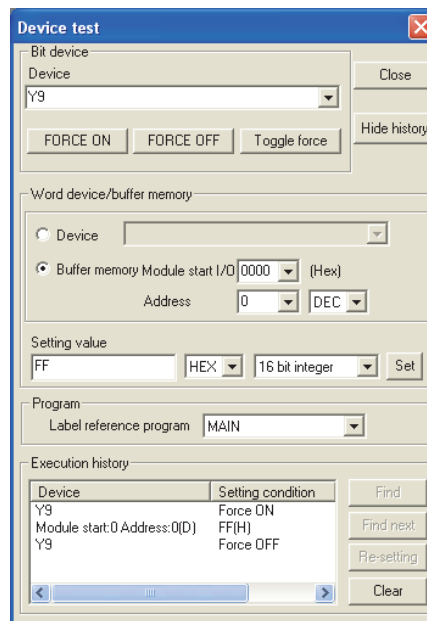 Device test
Bit device
Device
Y9
Close
FORCE ON FORCE OFF Toggle force
Hide history
Word device/buffer memory
Device
Buffer memory Module start I/O 0000 (Hex)
Address 0 DEC
Setting value
FF HEX 16 bit integer Set
Program
Label reference program MAIN
Execution history
Device Setting condition Find
Y9 Force ON
Module start:0 Address:0(D) FF(H) Find next
Y9 Force OFF
Re-setting
Clear